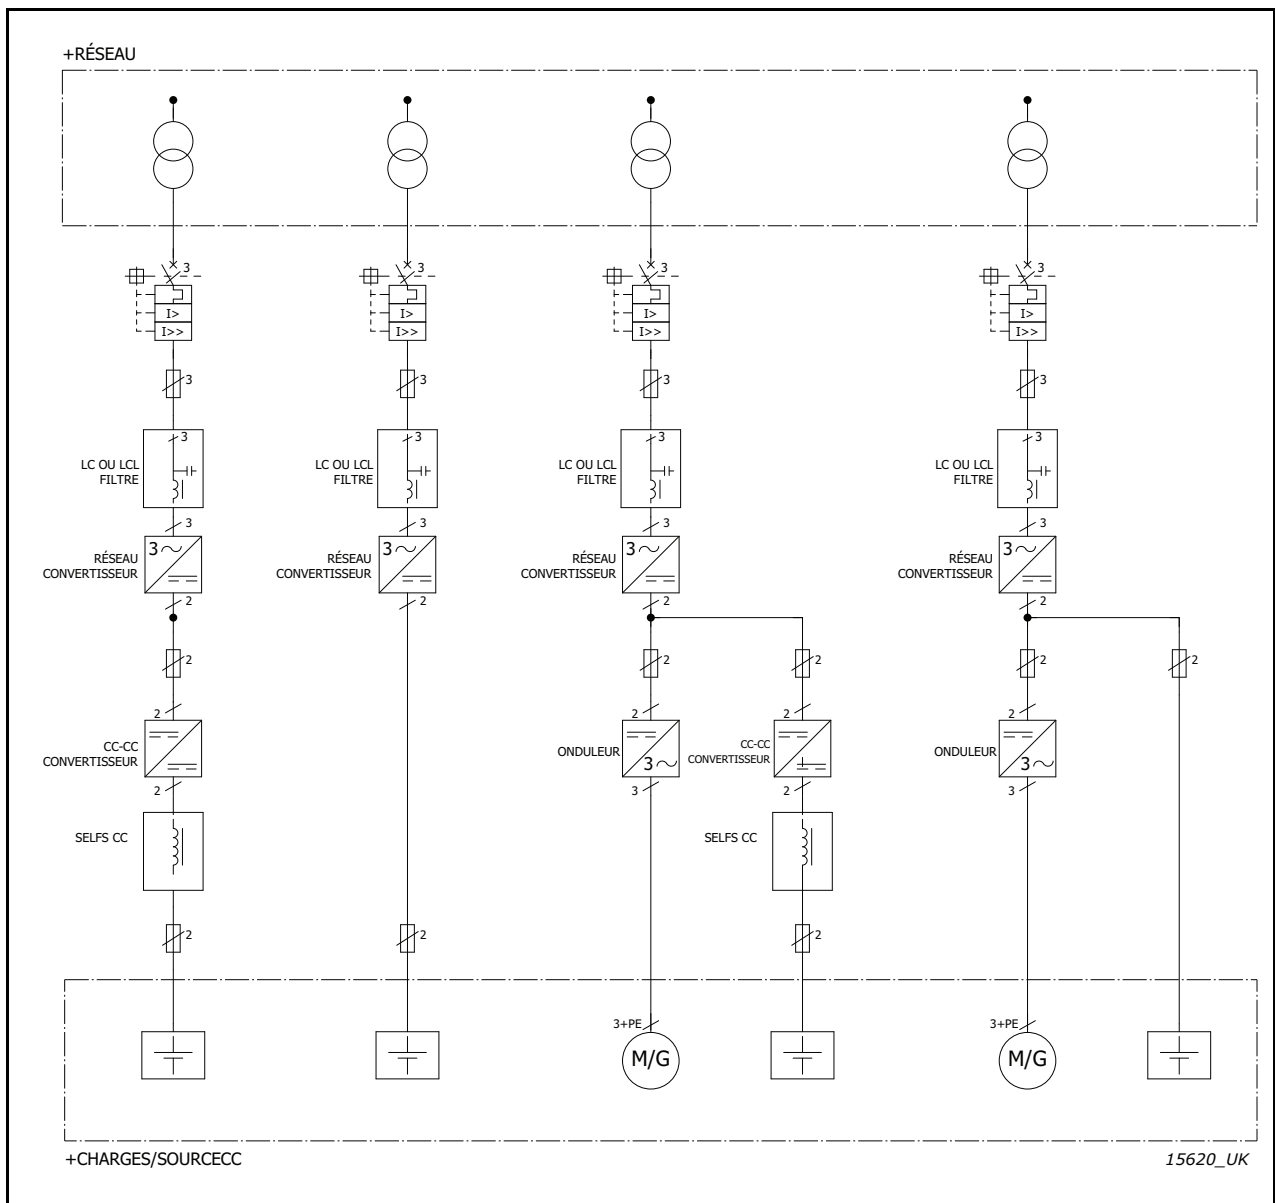 +RÉSEAU
3 3 3 3
I> I> I> I>
I>> I>> I>> I>>
3 3 3 3
3 3 3 3
LC OU LCL LC OU LCL LC OU LCL LC OU LCL
FILTRE FILTRE FILTRE FILTRE
3 3 3 3
3 3 3 3
RÉSEAU RÉSEAU RÉSEAU RÉSEAU
CONVERTISSEUR CONVERTISSEUR CONVERTISSEUR CONVERTISSEUR
2 2 2 2
2 2 2 2 2
2 2 2 2
CC-CC ONDULEUR CC-CC ONDULEUR
CONVERTISSEUR CONVERTISSEUR
3 3
2 3 2 3
SELFS CC SELFS CC
2 2 2
3+PE 3+PE
M/G M/G
+CHARGES/SOURCECC
15620_UK